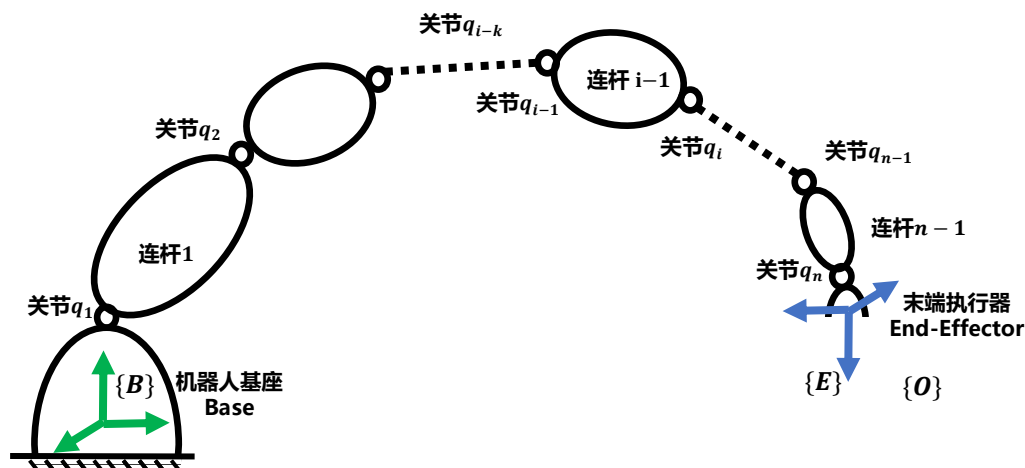 关节q_{i-k}
连杆 i-1
关节q_{i-1}
关节q_2
关节q_i
关节q_{n-1}
连杆1
连杆n-1
关节q_n
关节q_1
末端执行器
End-Effector
{B}
机器人基座
Base
{E}
{O}